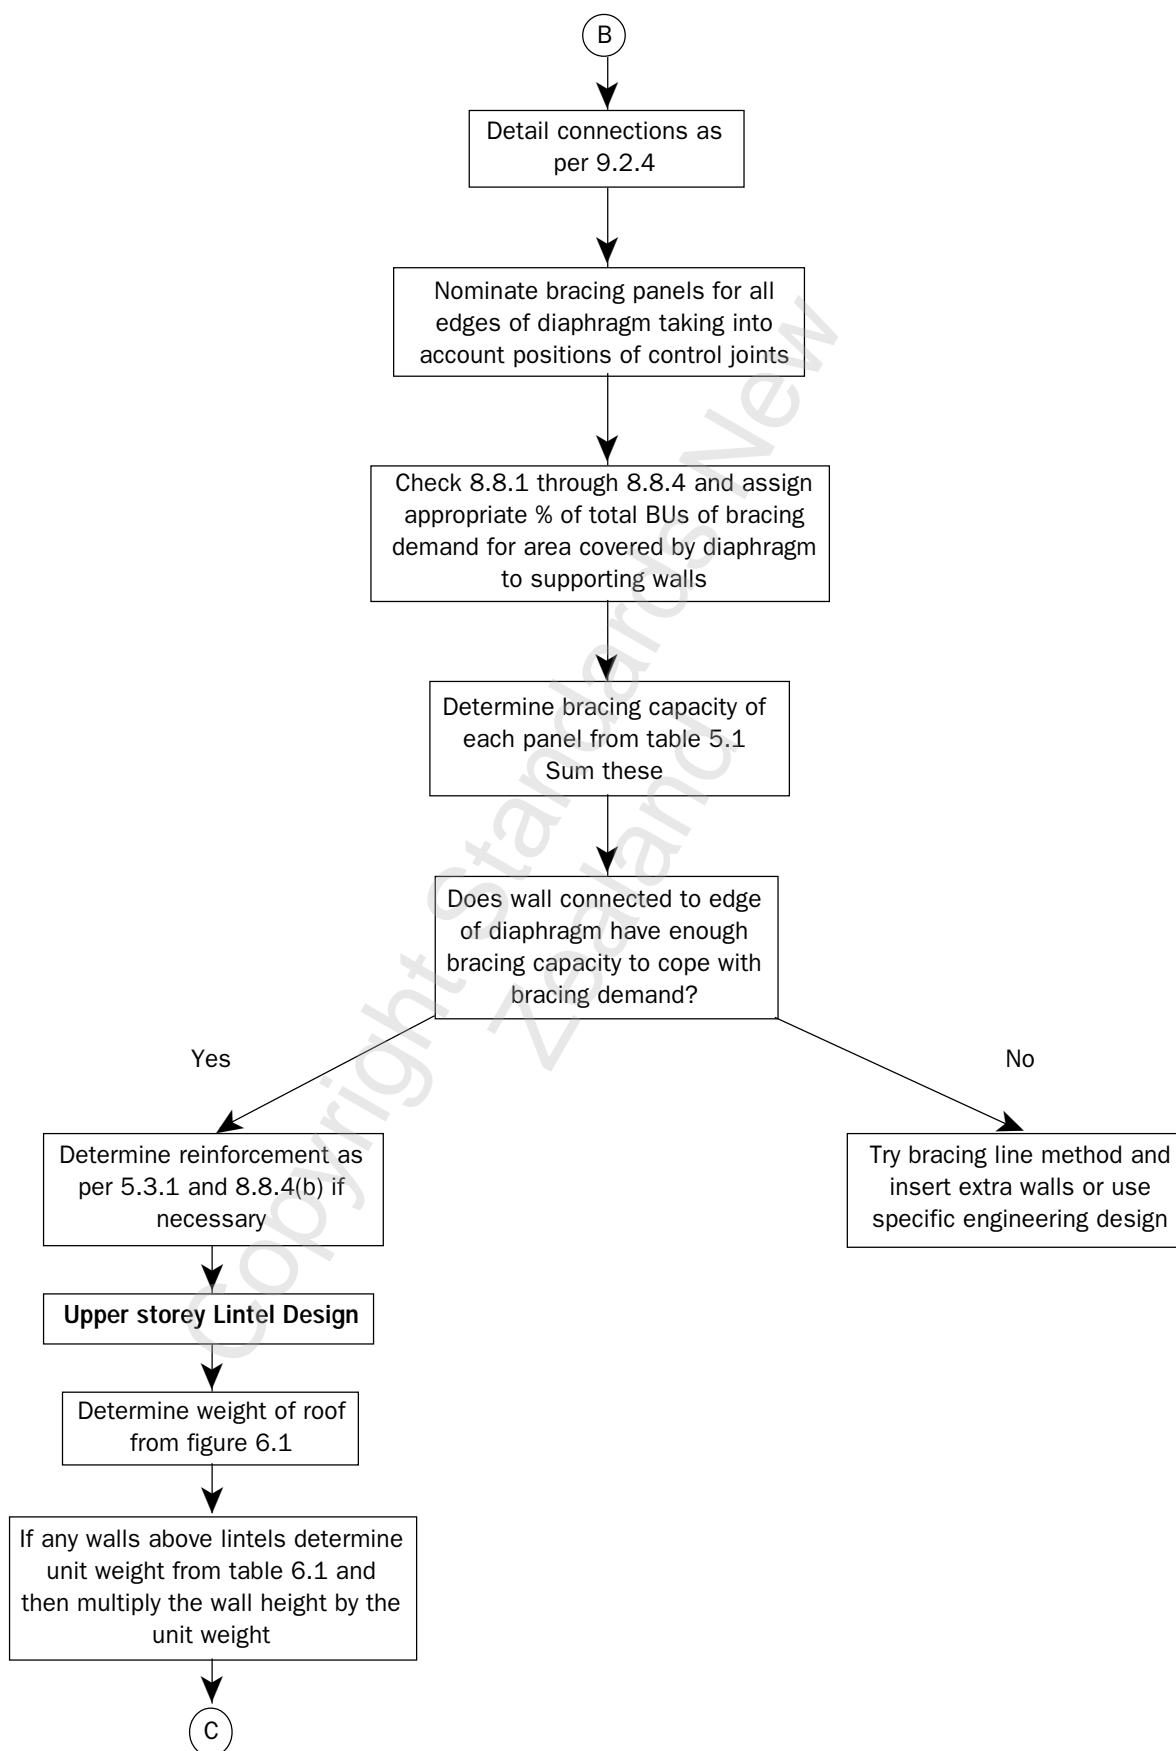 B
Detail connections as
per 9.2.4
Nominate bracing panels for all
edges of diaphragm taking into
account positions of control joints
Check 8.8.1 through 8.8.4 and assign
appropriate % of total BUs of bracing
demand for area covered by diaphragm
to supporting walls
Determine bracing capacity of
each panel from table 5.1
Sum these
Does wall connected to edge
of diaphragm have enough
bracing capacity to cope with
bracing demand?
Yes
No
Determine reinforcement as
per 5.3.1 and 8.8.4(b) if
necessary
Try bracing line method and
insert extra walls or use
specific engineering design
Upper storey Lintel Design
Determine weight of roof
from figure 6.1
If any walls above lintels determine
unit weight from table 6.1 and
then multiply the wall height by the
unit weight
C
Copyright Standards New
Zealand